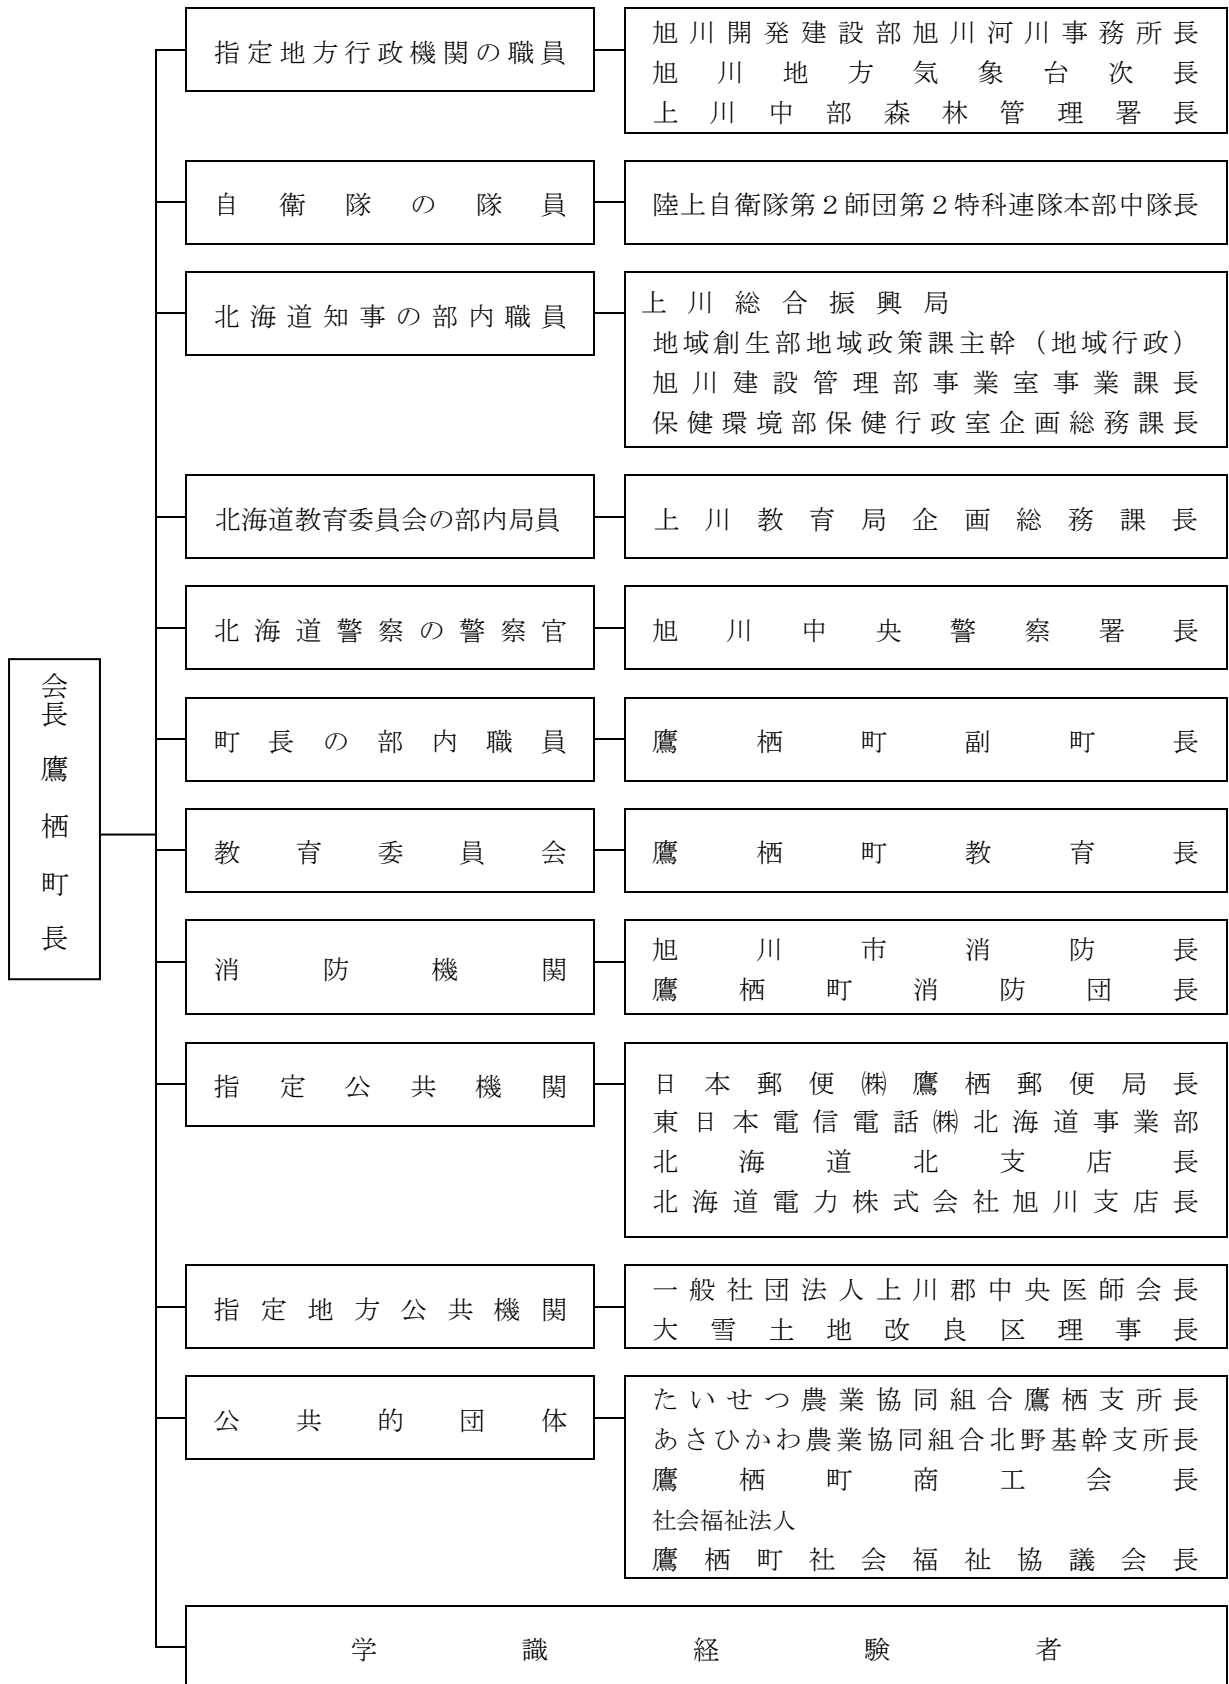 指定地方行政機関の職員
旭川開発建設部旭川河川事務所長
旭川地方気象台次長
上川中部森林管理署長
自衛隊の隊員
陸上自衛隊第２師団第２特科連隊本部中隊長
北海道知事の部内職員
上川総合振興局
地域創生部地域政策課主幹（地域行政）
旭川建設管理部事業室事業課長
保健環境部保健行政室企画総務課長
北海道教育委員会の部内局員
上川教育局企画総務課長
北海道警察の警察官
旭川中央警察署長
会長 鷹栖町長
町長の部内職員
鷹栖町副町長
教育委員会
鷹栖町教育長
消防機関
旭川市消防長
鷹栖町消防団長
指定公共機関
日本郵便㈱鷹栖郵便局長
東日本電信電話㈱北海道事業部
北海道北支店長
北海道電力株式会社旭川支店長
指定地方公共機関
一般社団法人上川郡中央医師会長
大雪土地改良区理事長
公共的団体
たいせつ農業協同組合鷹栖支所長
あさひかわ農業協同組合北野基幹支所長
鷹栖町商工会長
社会福祉法人
鷹栖町社会福祉協議会長
学識経験者